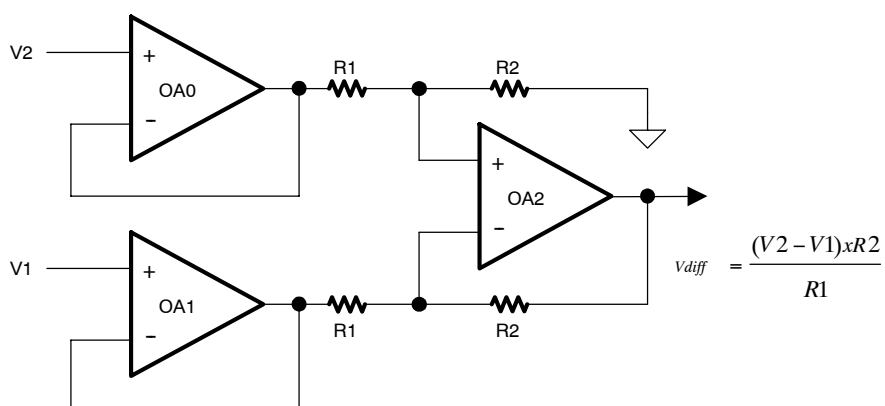 V2
+
OA0
−
R1
R2
+
OA2
−
V1
+
OA1
−
R1
R2
Vdiff = (V2 − V1)xR2
R1